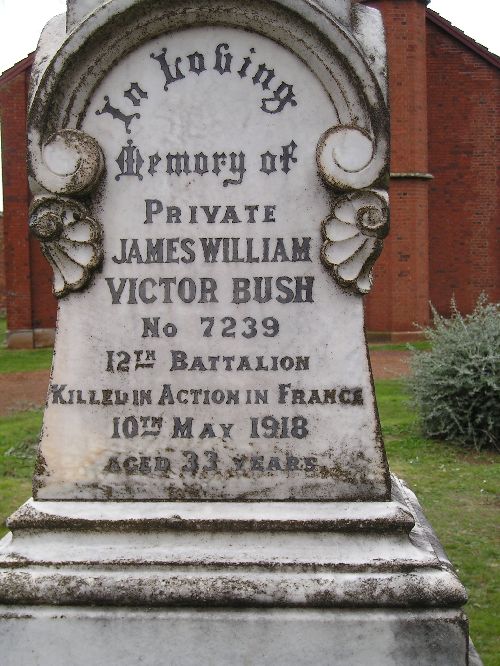 In Loving
Memory of
PRIVATE
JAMES WILLIAM
VICTOR BUSH
No 7239
12TH BATTALION
KILLED IN ACTION IN FRANCE
10TH MAY 1918
AGED 33 YEARS